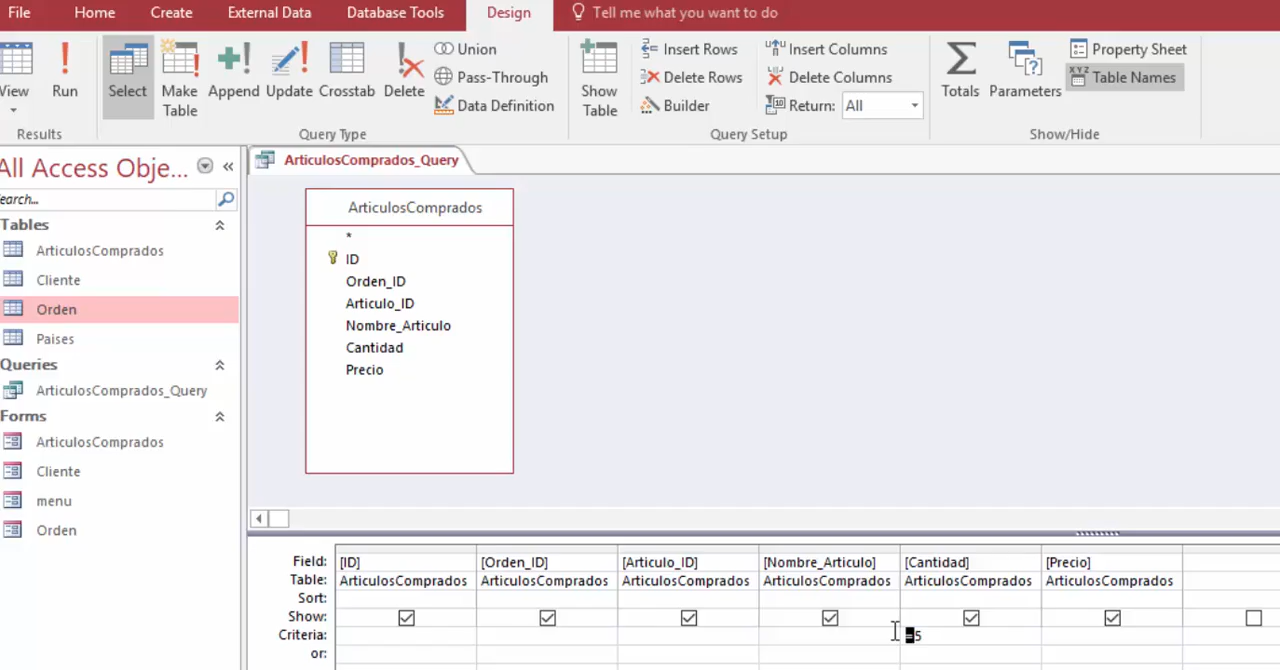 File Home Create External Data Database Tools Design Tell me what you want to do
View Run Select Make Table Append Update Crosstab Delete
Union
Pass-Through
Data Definition
Show Table
Insert Rows
Delete Rows
Builder
Insert Columns
Delete Columns
Return: All
Totals Parameters
Property Sheet
XYZ Table Names
Results Query Type Query Setup Show/Hide
All Access Obje...
earch...
Tables
ArticulosComprados
Cliente
Orden
Paises
Queries
ArticulosComprados_Query
Forms
ArticulosComprados
Cliente
menu
Orden
ArticulosComprados_Query
ArticulosComprados
*
ID
Orden_ID
Articulo_ID
Nombre_Articulo
Cantidad
Precio
Field: [ID] [Orden_ID] [Articulo_ID] [Nombre_Articulo] [Cantidad] [Precio]
Table: ArticulosComprados ArticulosComprados ArticulosComprados ArticulosComprados ArticulosComprados ArticulosComprados
Sort:
Show:
Criteria: =5
or: